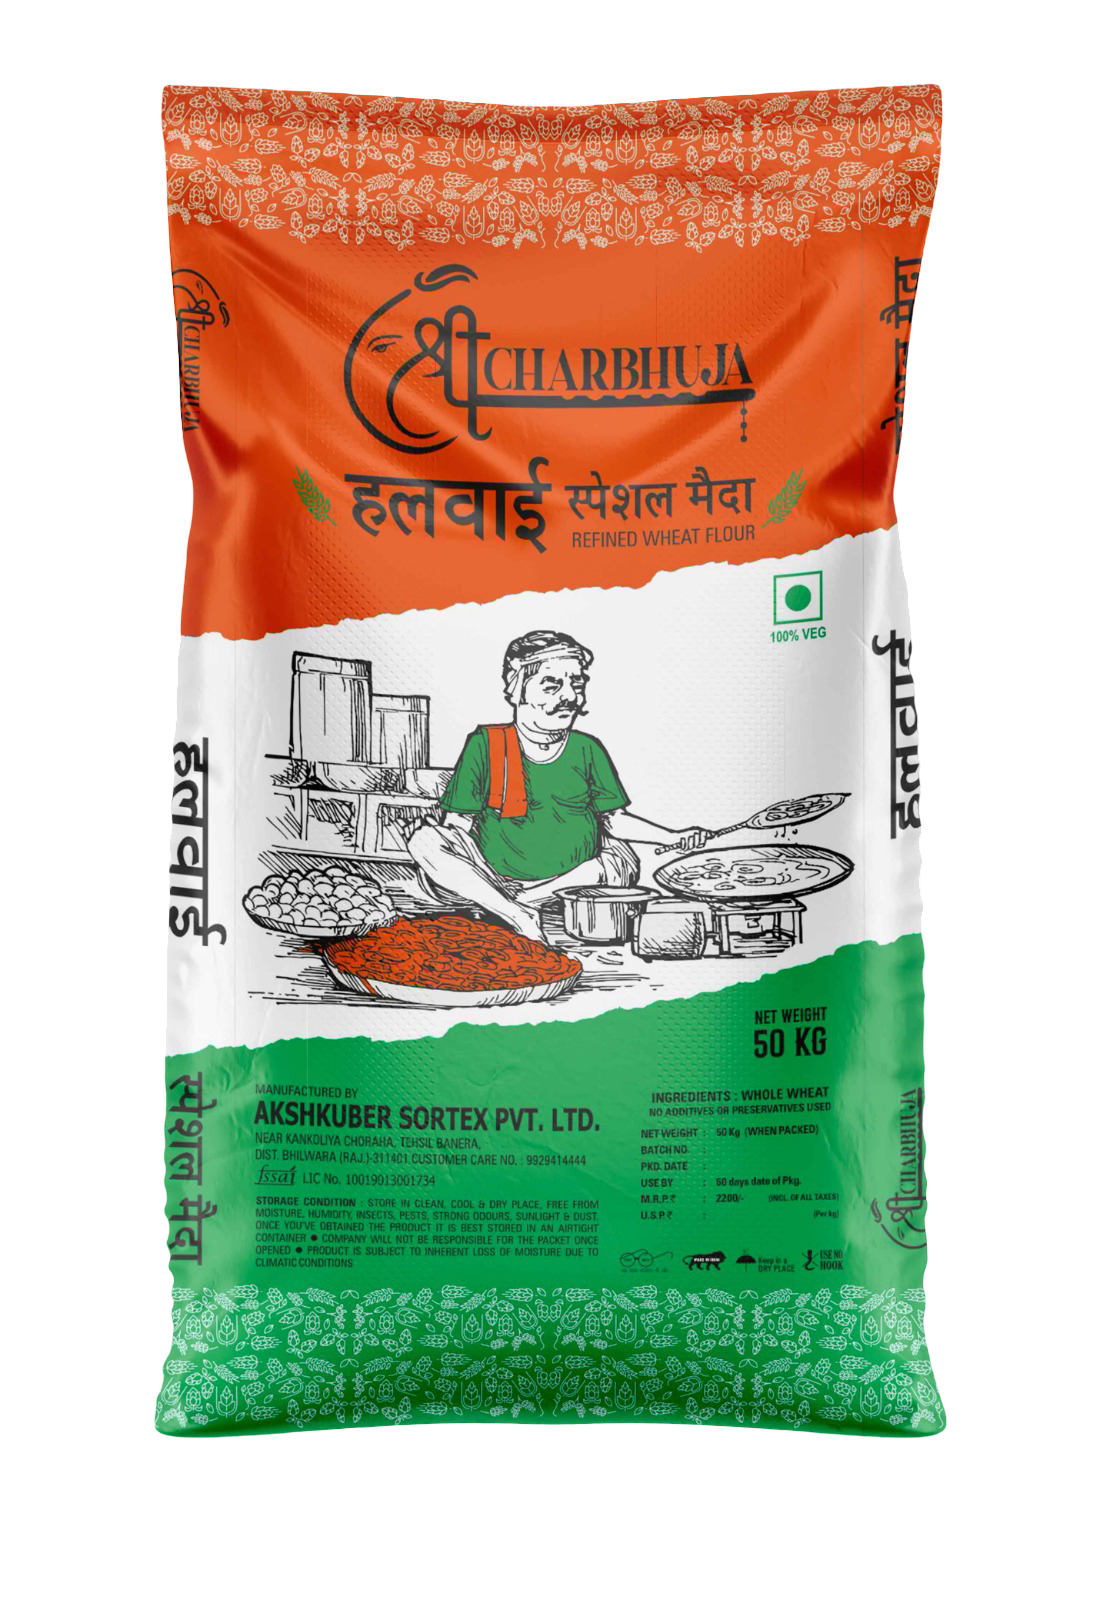 श्री CHARBHUJA
हलवाई स्पेशल मैदा
REFINED WHEAT FLOUR
100% VEG
NET WEIGHT
50 KG
MANUFACTURED BY
AKSHKUBER SORTEX PVT. LTD.
NEAR KANKOLIYA CHORAHA, TEHSIL BANERA,
DIST. BHILWARA (RAJ.)-311401 CUSTOMER CARE NO. : 9929414444
fssai LIC No. 10019013001734
STORAGE CONDITION : STORE IN CLEAN, COOL & DRY PLACE, FREE FROM
MOISTURE, HUMIDITY, INSECTS, PESTS, STRONG ODOURS, SUNLIGHT & DUST.
ONCE YOU'VE OBTAINED THE PRODUCT IT IS BEST STORED IN AN AIRTIGHT
CONTAINER ● COMPANY WILL NOT BE RESPONSIBLE FOR THE PACKET ONCE
OPENED ● PRODUCT IS SUBJECT TO INHERENT LOSS OF MOISTURE DUE TO
CLIMATIC CONDITIONS
INGREDIENTS : WHOLE WHEAT
NO ADDITIVES OR PRESERVATIVES USED
NET WEIGHT : 50 Kg (WHEN PACKED)
BATCH NO. :
PKD. DATE :
USE BY : 50 days date of Pkg.
M.R.P.₹ : 2200/- (INCL. OF ALL TAXES)
U.S.P.₹ : (Per kg)
MAKE IN INDIA
Keep in a
DRY PLACE
USE NO
HOOK
श्री CHARBHUJA
हलवाई
स्पेशल मैदा
स्पेशल मैदा
हलवाई
श्री CHARBHUJA